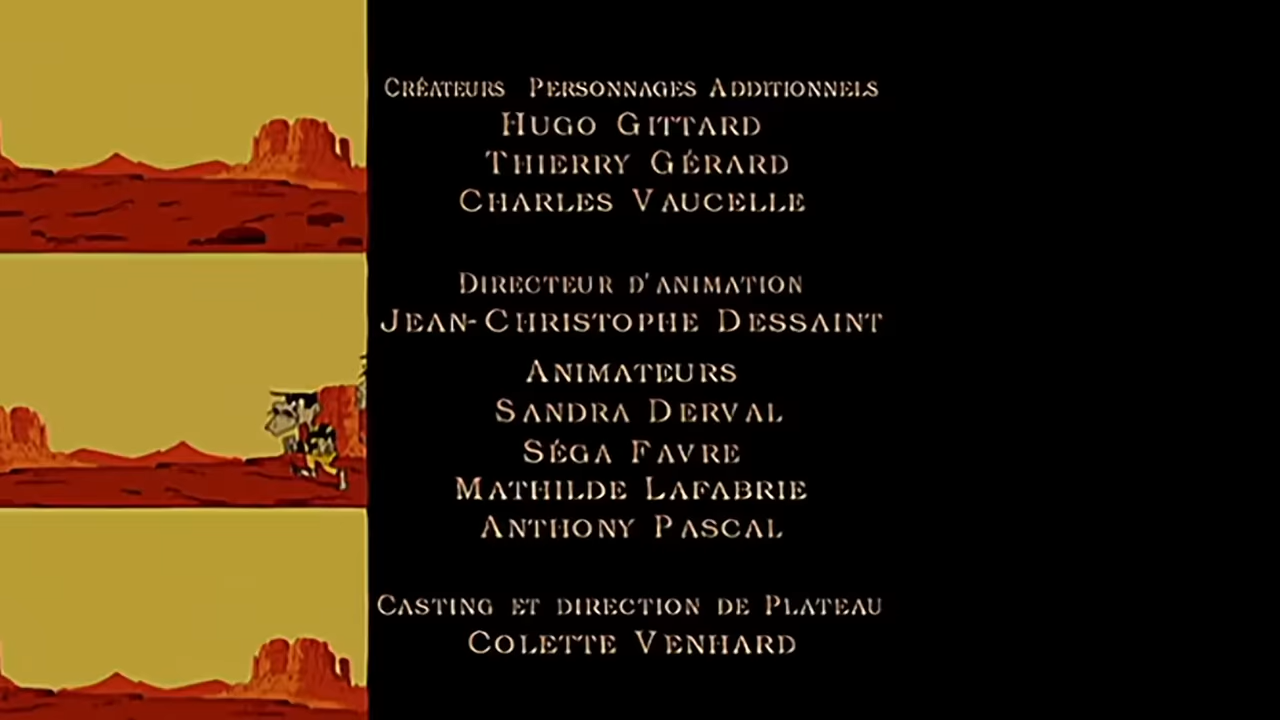 Créateurs Personnages Additionnels
Hugo Gittard
Thierry Gérard
Charles Vaucelle
Directeur d'animation
Jean-Christophe Dessaint
Animateurs
Sandra Derval
Séga Favre
Mathilde Lafabrie
Anthony Pascal
Casting et direction de Plateau
Colette Venhard